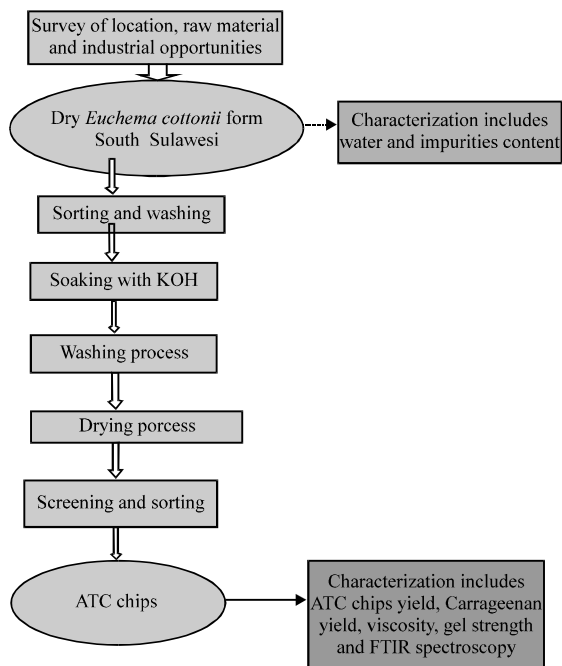 Survey of location, raw material
and industrial opportunities
Dry Euchema cottonii form
South Sulawesi
Characterization includes
water and impurities content
Sorting and washing
Soaking with KOH
Washing process
Drying porcess
Screening and sorting
ATC chips
Characterization includes
ATC chips yield, Carrageenan
yield, viscosity, gel strength
and FTIR spectroscopy